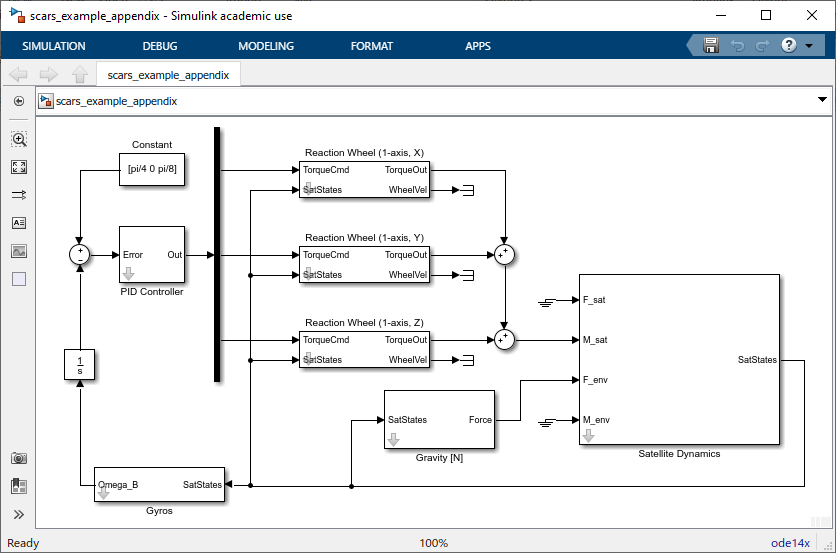 scars_example_appendix - Simulink academic use
SIMULATION DEBUG MODELING FORMAT APPS
?
scars_example_appendix
scars_example_appendix
Constant
[pi/4 0 pi/8]
Reaction Wheel (1-axis, X)
TorqueCmd TorqueOut
SatStates WheelVel
+
−
Error Out
PID Controller
Reaction Wheel (1-axis, Y)
TorqueCmd TorqueOut
SatStates WheelVel
+
+
Reaction Wheel (1-axis, Z)
TorqueCmd TorqueOut
SatStates WheelVel
+
+
F_sat
M_sat
SatStates
F_env
M_env
Satellite Dynamics
1
s
SatStates Force
Gravity [N]
Omega_B SatStates
Gyros
Ready 100% ode14x